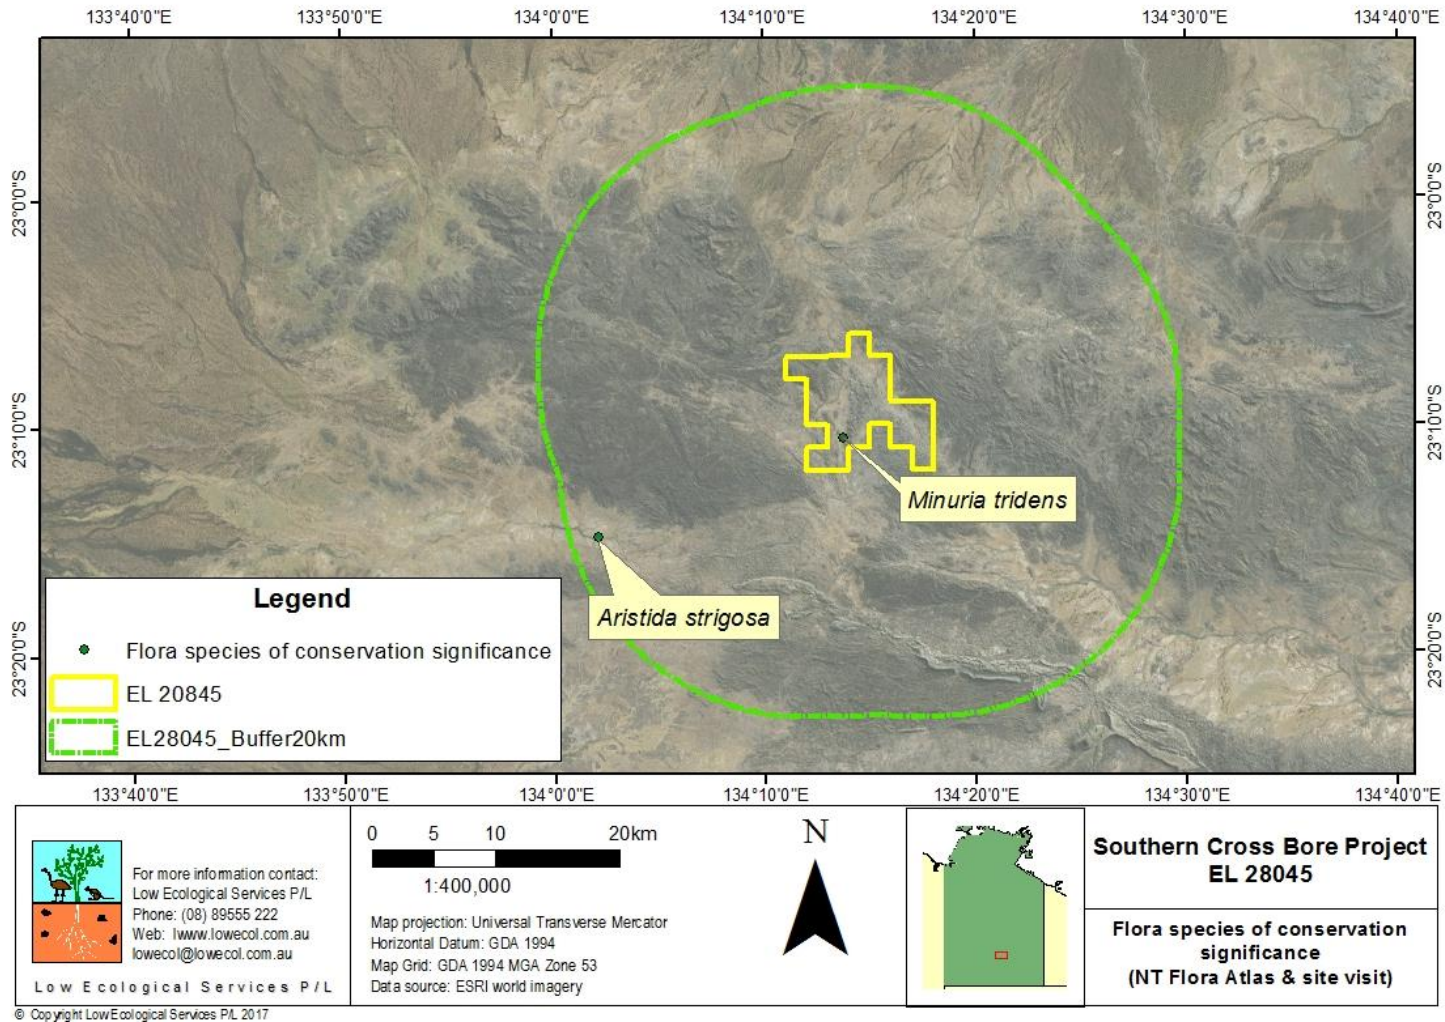 133°40'0"E 133°50'0"E 134°0'0"E 134°10'0"E 134°20'0"E 134°30'0"E 134°40'0"E
23°0'0"S
23°0'0"S
23°10'0"S
23°10'0"S
Minuria tridens
Aristida strigosa
23°20'0"S
23°20'0"S
Legend
Flora species of conservation significance
EL 20845
EL28045_Buffer20km
133°40'0"E 133°50'0"E 134°0'0"E 134°10'0"E 134°20'0"E 134°30'0"E 134°40'0"E
For more information contact:
Low Ecological Services P/L
Phone: (08) 89555 222
Web: lwww.lowecol.com.au
lowecol@lowecol.com.au
Low Ecological Services P/L
0 5 10 20km
1:400,000
Map projection: Universal Transverse Mercator
Horizontal Datum: GDA 1994
Map Grid: GDA 1994 MGA Zone 53
Data source: ESRI world imagery
N
Southern Cross Bore Project
EL 28045
Flora species of conservation
significance
(NT Flora Atlas & site visit)
© Copyright Low Ecological Services P/L 2017